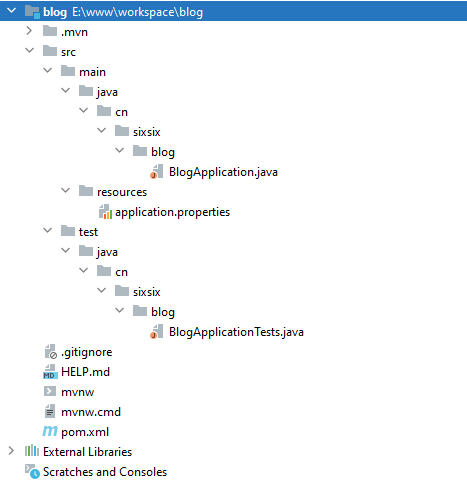 blog E:\www\workspace\blog
.mvn
src
main
java
cn
sixsix
blog
BlogApplication.java
resources
application.properties
test
java
cn
sixsix
blog
BlogApplicationTests.java
.gitignore
HELP.md
mvnw
mvnw.cmd
pom.xml
External Libraries
Scratches and Consoles